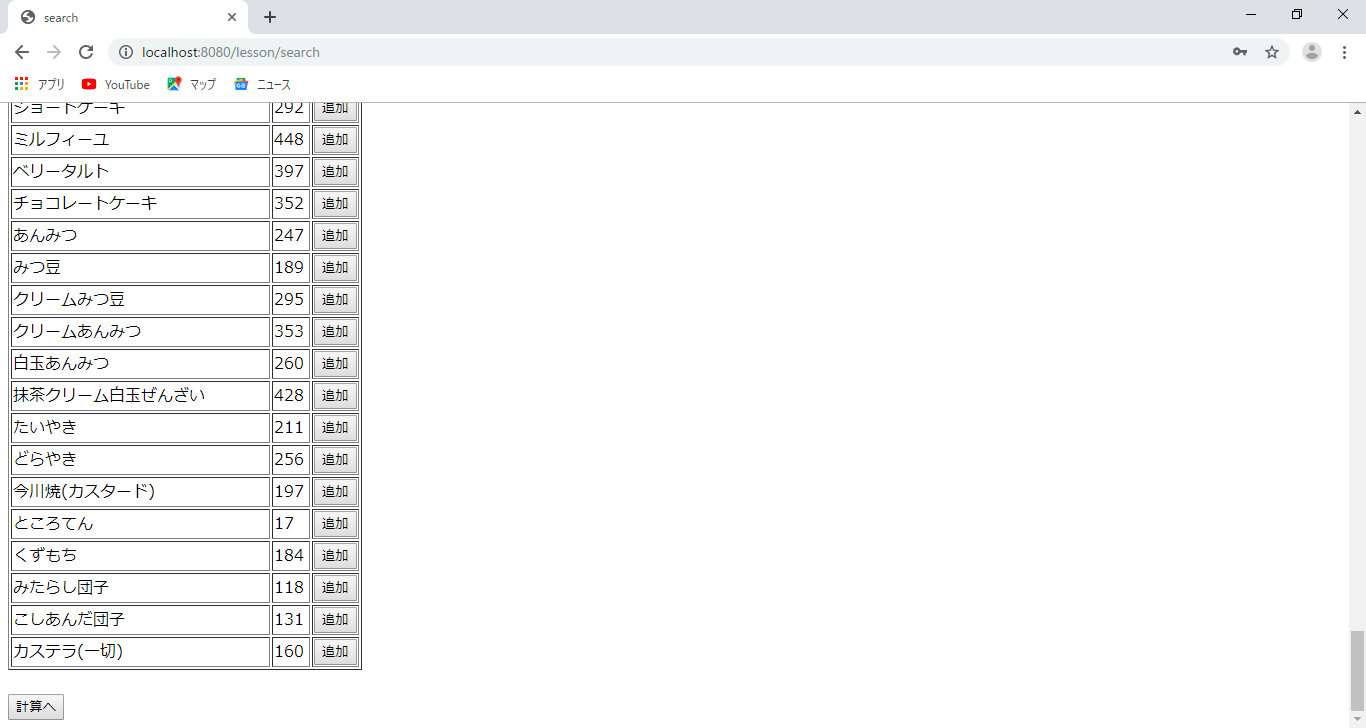 search
localhost:8080/lesson/search
アプリ YouTube マップ ニュース
ショートケーキ 292 追加
ミルフィーユ 448 追加
ベリータルト 397 追加
チョコレートケーキ 352 追加
あんみつ 247 追加
みつ豆 189 追加
クリームみつ豆 295 追加
クリームあんみつ 353 追加
白玉あんみつ 260 追加
抹茶クリーム白玉ぜんざい 428 追加
たいやき 211 追加
どらやき 256 追加
今川焼(カスタード) 197 追加
ところてん 17 追加
くずもち 184 追加
みたらし団子 118 追加
こしあんだ団子 131 追加
カステラ(一切) 160 追加
計算へ